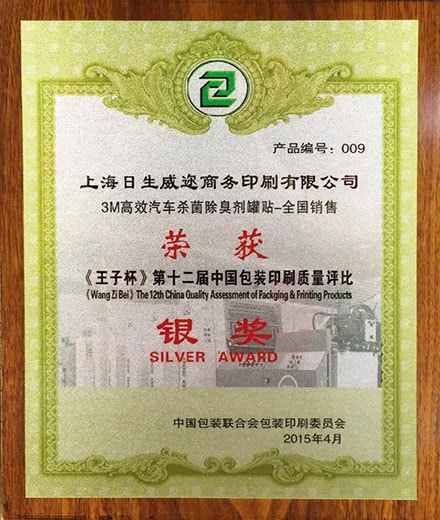 产品编号：009
上海日生威迩商务印刷有限公司
3M高效汽车杀菌除臭剂罐贴-全国销售
荣获
《王子杯》第十二届中国包装印刷质量评比
《Wang Zi Bei》The 12th China Quality Assessment of Packging & Printing Products
银奖
SILVER AWARD
中国包装联合会包装印刷委员会
2015年4月